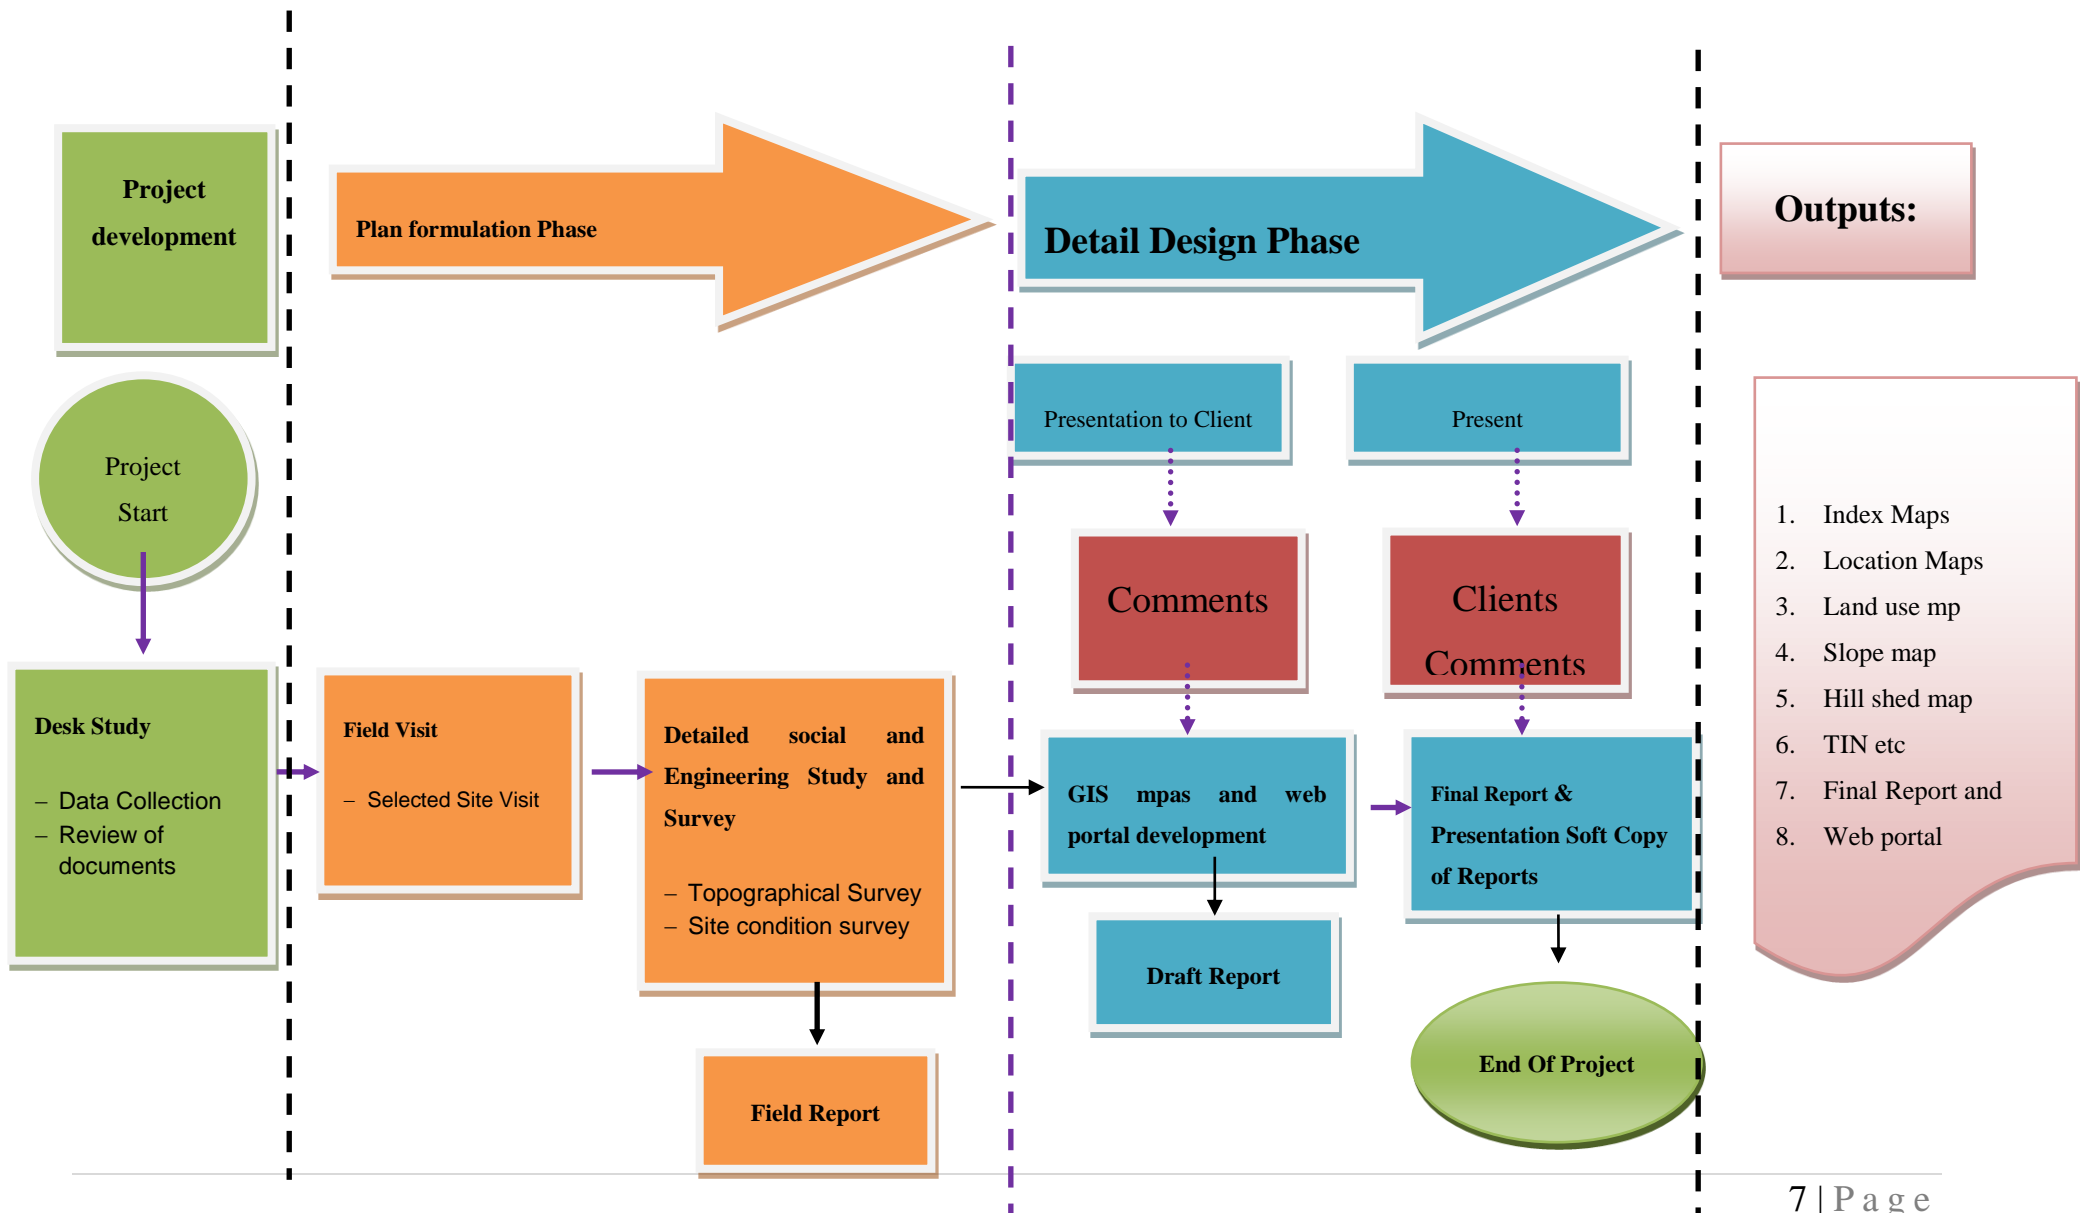 Project
development
Plan formulation Phase
Detail Design Phase
Outputs:
Project
Start
Presentation to Client
Present
Comments
Clients
Comments
Desk Study
– Data Collection
– Review of
documents
Field Visit
– Selected Site Visit
Detailed social and
Engineering Study and
Survey
– Topographical Survey
– Site condition survey
Field Report
GIS mpas and web
portal development
Draft Report
Final Report &
Presentation Soft Copy
of Reports
End Of Project
1. Index Maps
2. Location Maps
3. Land use mp
4. Slope map
5. Hill shed map
6. TIN etc
7. Final Report and
8. Web portal
7 | Page